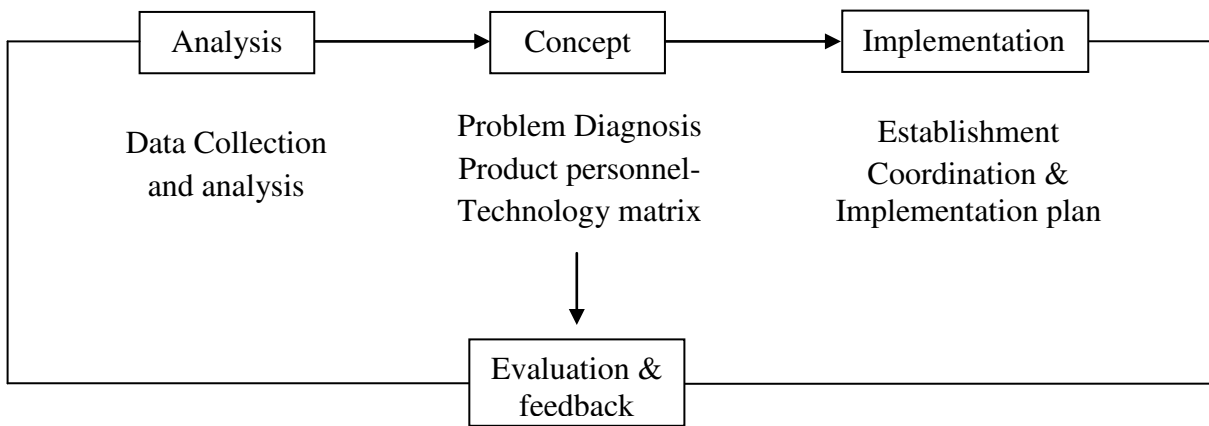 Analysis
Concept
Implementation
Data Collection
and analysis
Problem Diagnosis
Product personnel-
Technology matrix
Establishment
Coordination &
Implementation plan
Evaluation &
feedback